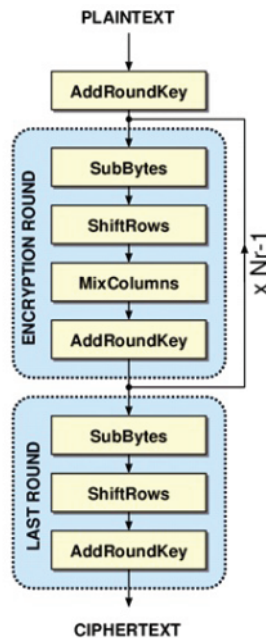 PLAINTEXT
AddRoundKey
ENCRYPTION ROUND
SubBytes
ShiftRows
MixColumns
AddRoundKey
x Nr-1
LAST ROUND
SubBytes
ShiftRows
AddRoundKey
CIPHERTEXT